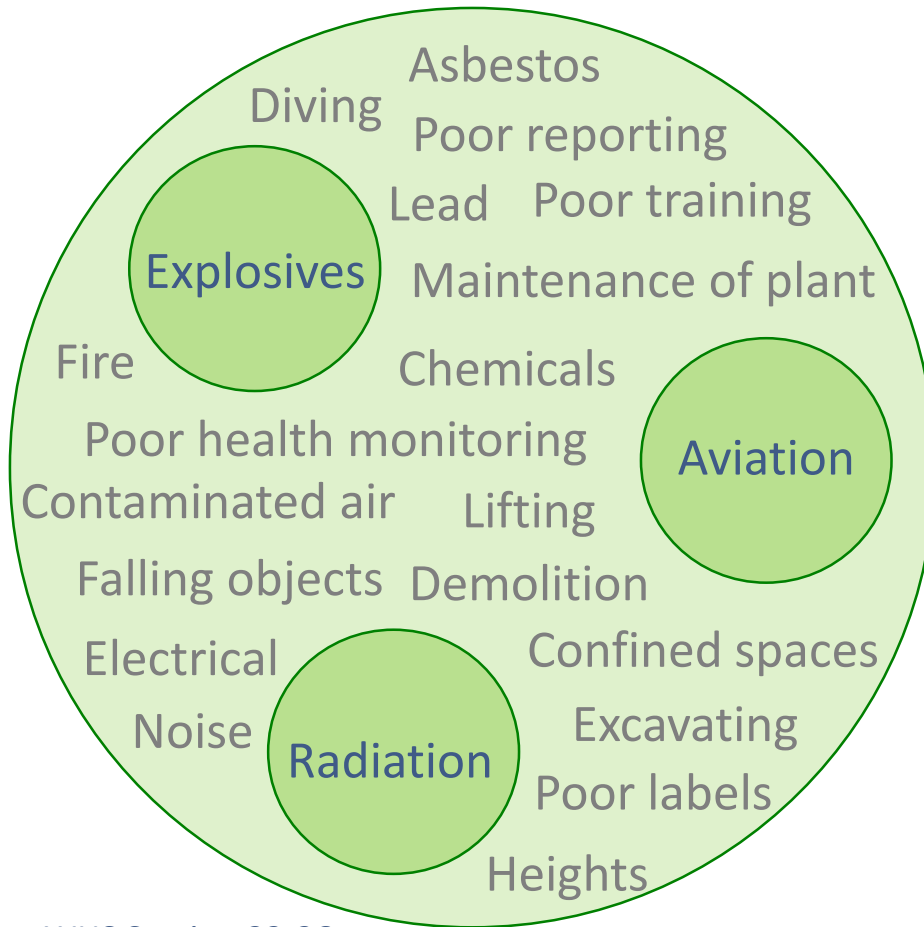 Asbestos
Diving
Poor reporting
Lead
Poor training
Explosives
Maintenance of plant
Fire
Chemicals
Poor health monitoring
Aviation
Contaminated air
Lifting
Falling objects
Demolition
Electrical
Confined spaces
Noise
Excavating
Radiation
Poor labels
Heights